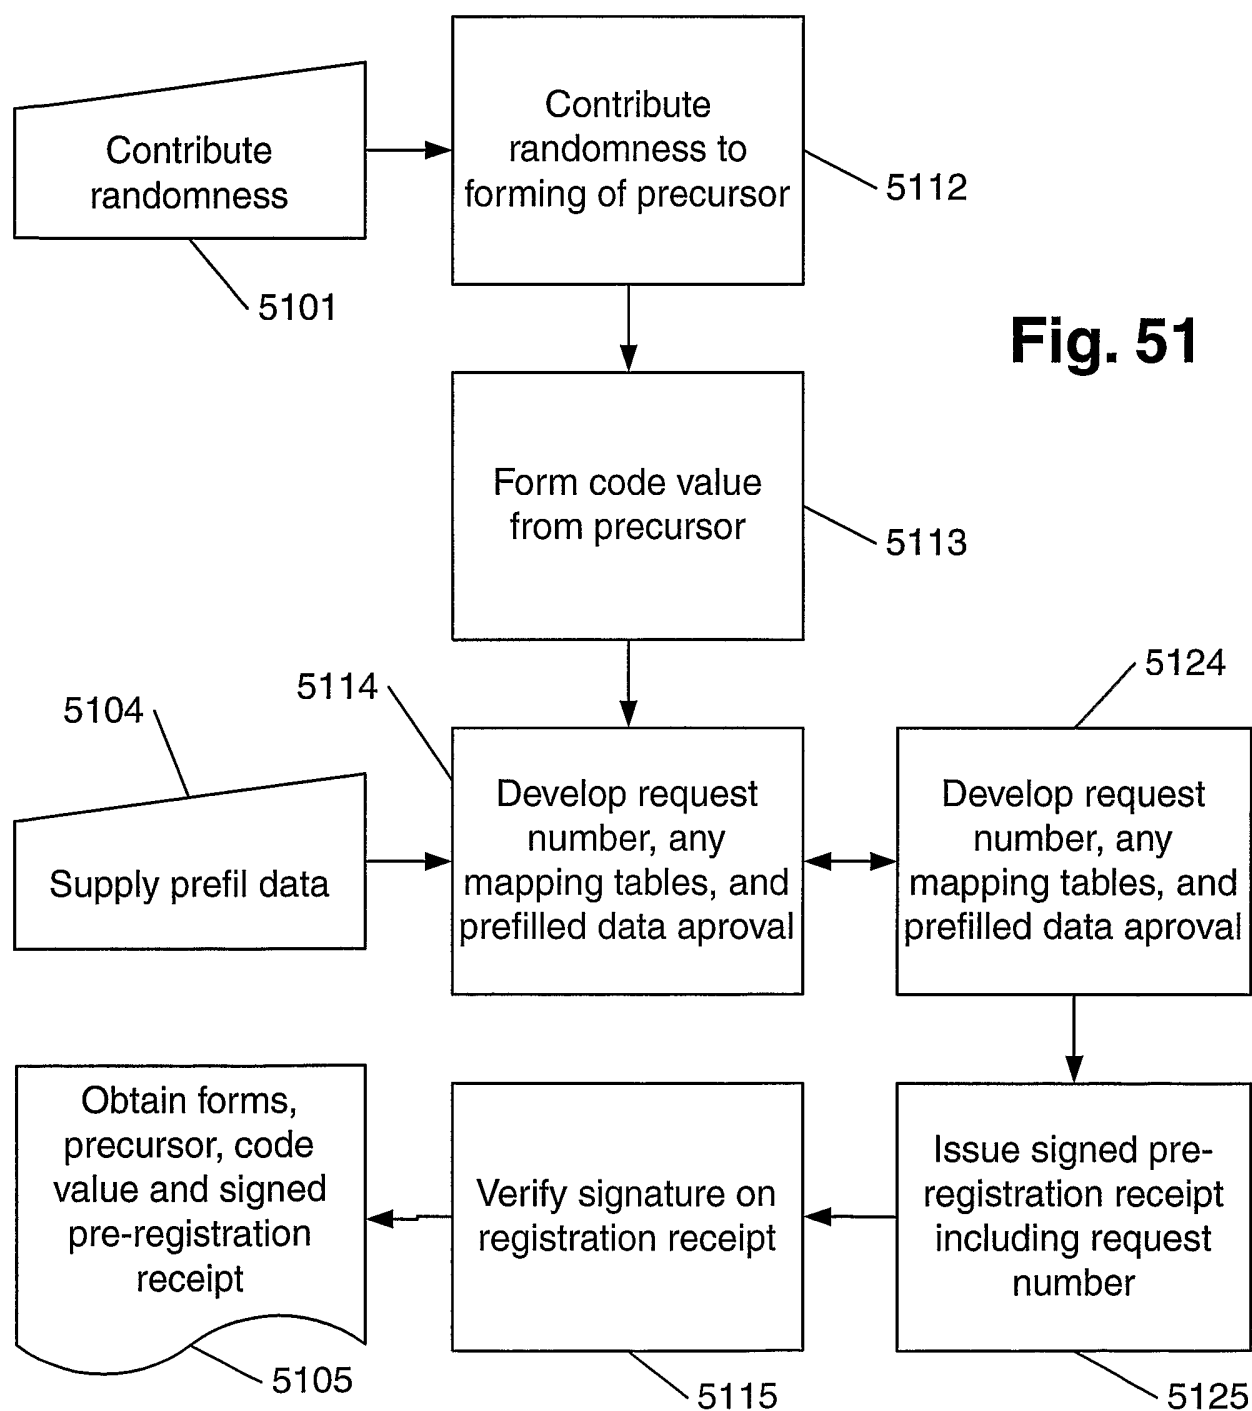 Contribute
randomness
5101
Contribute
randomness to
forming of precursor
5112
Fig. 51
Form code value
from precursor
5113
5104
Supply prefil data
5114
Develop request
number, any
mapping tables, and
prefilled data aproval
5124
Develop request
number, any
mapping tables, and
prefilled data aproval
Obtain forms,
precursor, code
value and signed
pre-registration
receipt
5105
Verify signature on
registration receipt
5115
Issue signed pre-
registration receipt
including request
number
5125